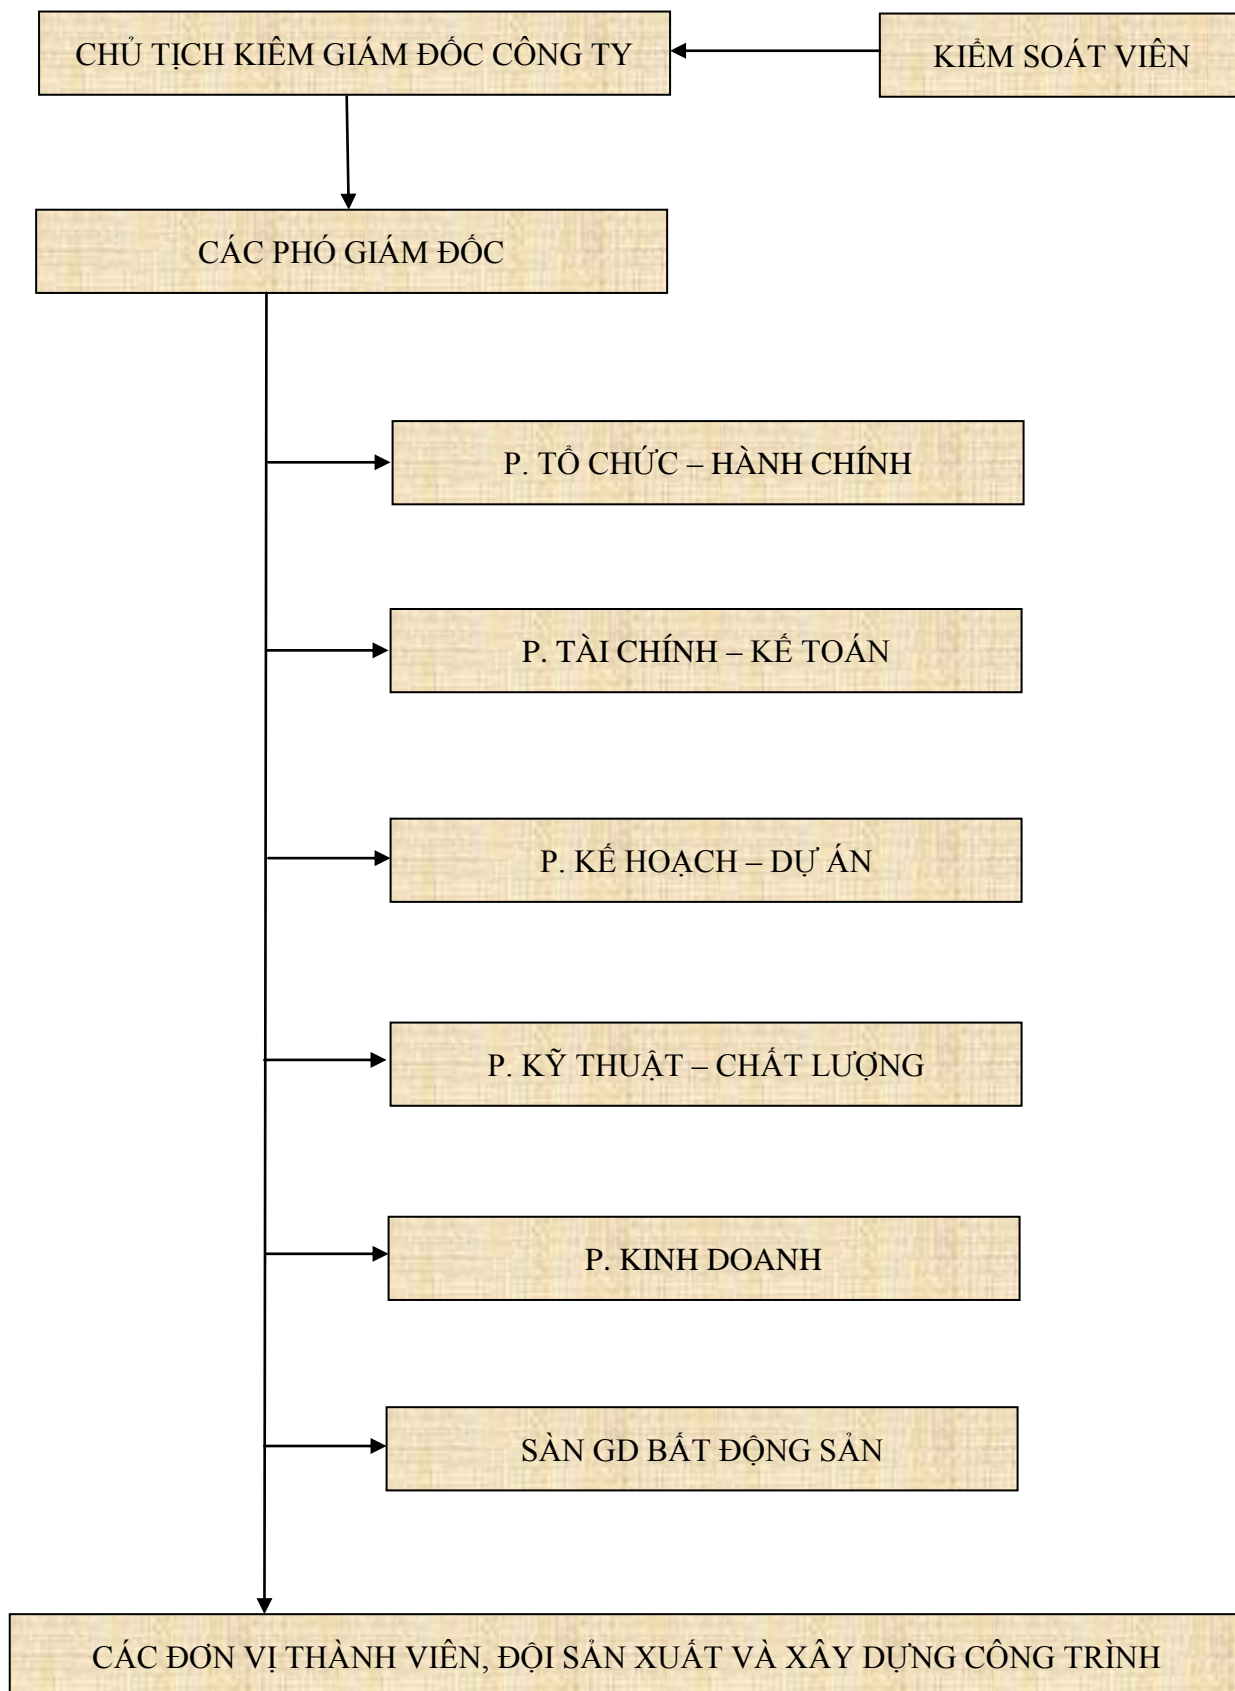 CHỦ TỊCH KIÊM GIÁM ĐỐC CÔNG TY
KIỂM SOÁT VIÊN
CÁC PHÓ GIÁM ĐỐC
P. TỔ CHỨC – HÀNH CHÍNH
P. TÀI CHÍNH – KẾ TOÁN
P. KẾ HOẠCH – DỰ ÁN
P. KỸ THUẬT – CHẤT LƯỢNG
P. KINH DOANH
SÀN GD BẤT ĐỘNG SẢN
CÁC ĐƠN VỊ THÀNH VIÊN, ĐỘI SẢN XUẤT VÀ XÂY DỰNG CÔNG TRÌNH